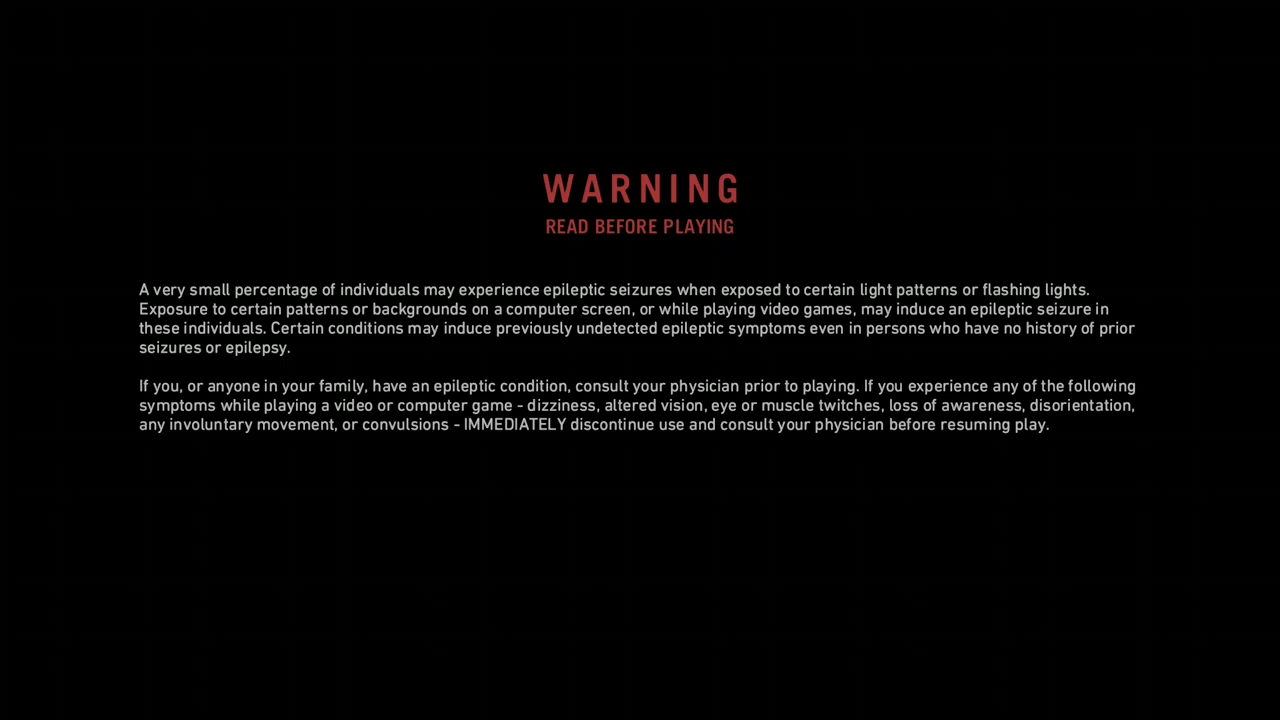 WARNING
READ BEFORE PLAYING
A very small percentage of individuals may experience epileptic seizures when exposed to certain light patterns or flashing lights.
Exposure to certain patterns or backgrounds on a computer screen, or while playing video games, may induce an epileptic seizure in
these individuals. Certain conditions may induce previously undetected epileptic symptoms even in persons who have no history of prior
seizures or epilepsy.
If you, or anyone in your family, have an epileptic condition, consult your physician prior to playing. If you experience any of the following
symptoms while playing a video or computer game - dizziness, altered vision, eye or muscle twitches, loss of awareness, disorientation,
any involuntary movement, or convulsions - IMMEDIATELY discontinue use and consult your physician before resuming play.